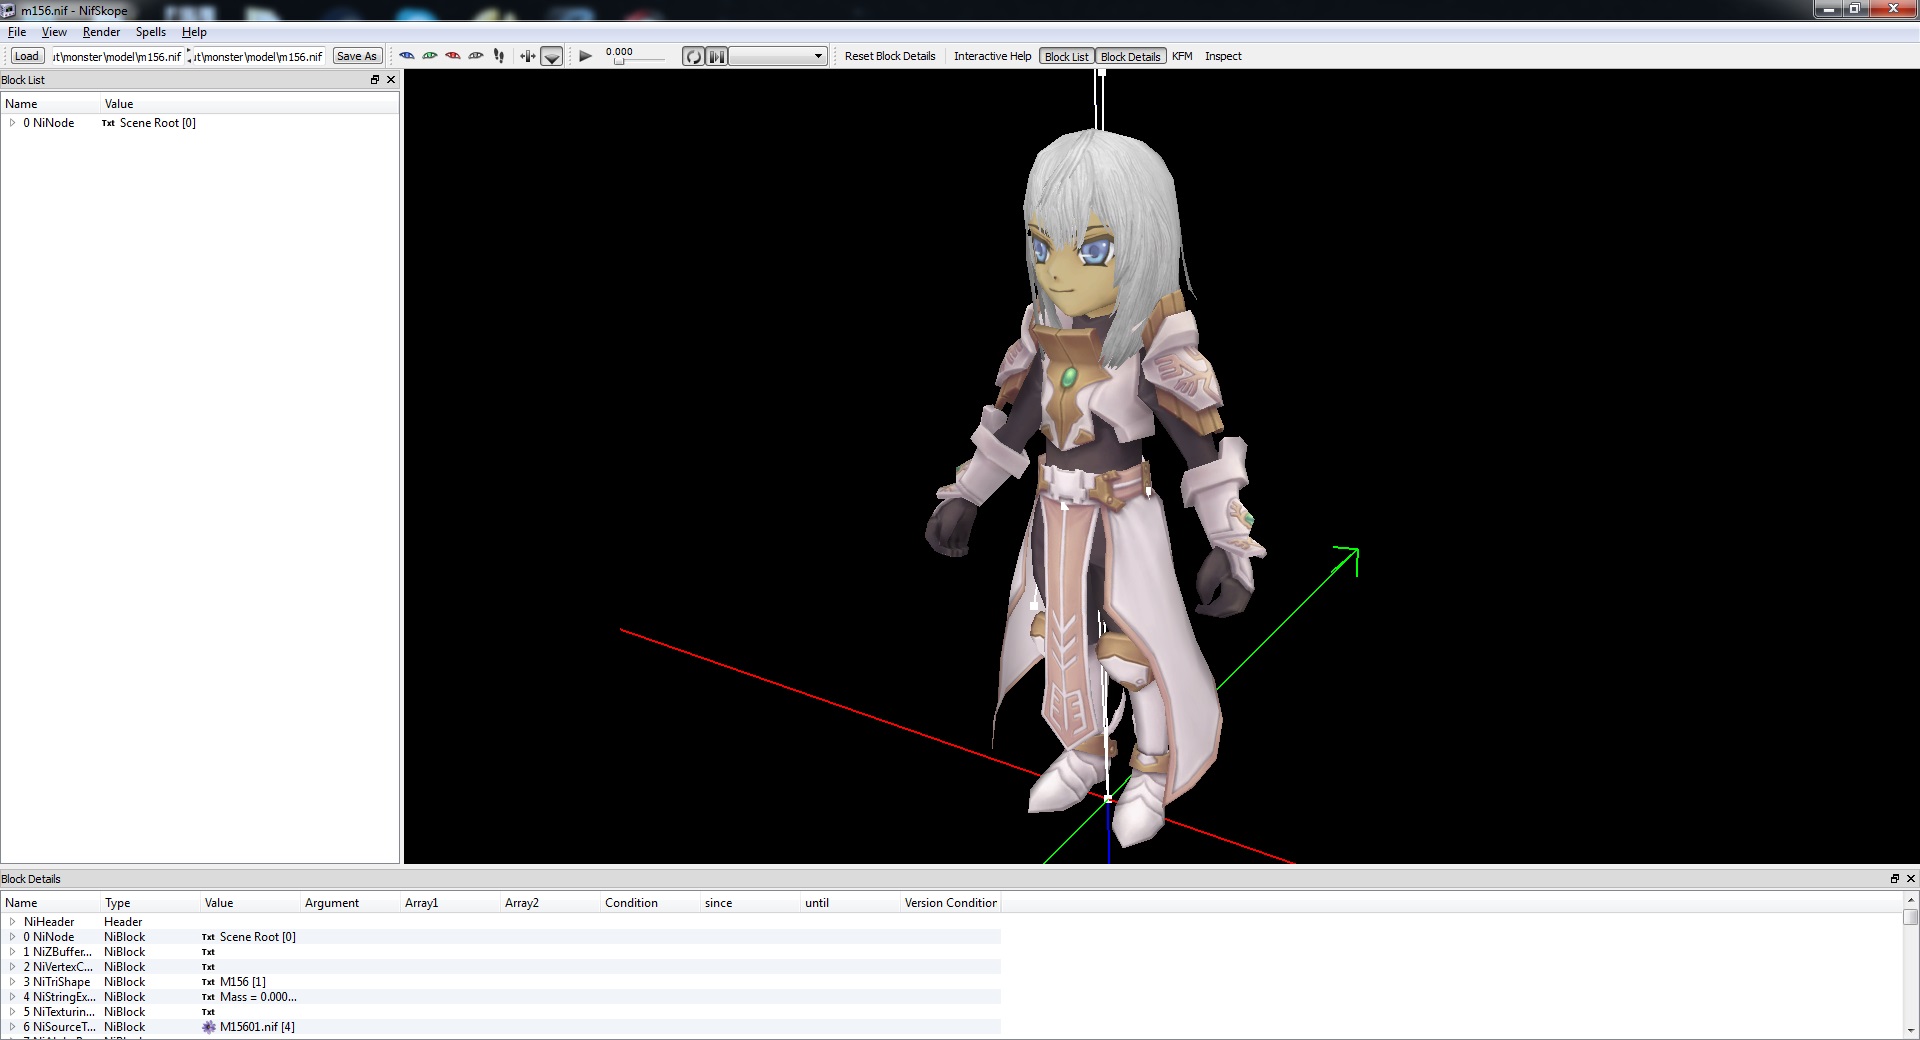 m156.nif - NifSkope
File View Render Spells Help
Load ut\monster\model\m156.nif ut\monster\model\m156.nif Save As 0.000 Reset Block Details Interactive Help Block List Block Details KFM Inspect
Block List
Name Value
0 NiNode Txt Scene Root [0]
Block Details
Name Type Value Argument Array1 Array2 Condition since until Version Condition
NiHeader Header
0 NiNode NiBlock Txt Scene Root [0]
1 NiZBuffer... NiBlock Txt
2 NiVertexC... NiBlock Txt
3 NiTriShape NiBlock Txt M156 [1]
4 NiStringEx... NiBlock Txt Mass = 0.000...
5 NiTexturin... NiBlock Txt
6 NiSourceT... NiBlock M15601.nif [4]